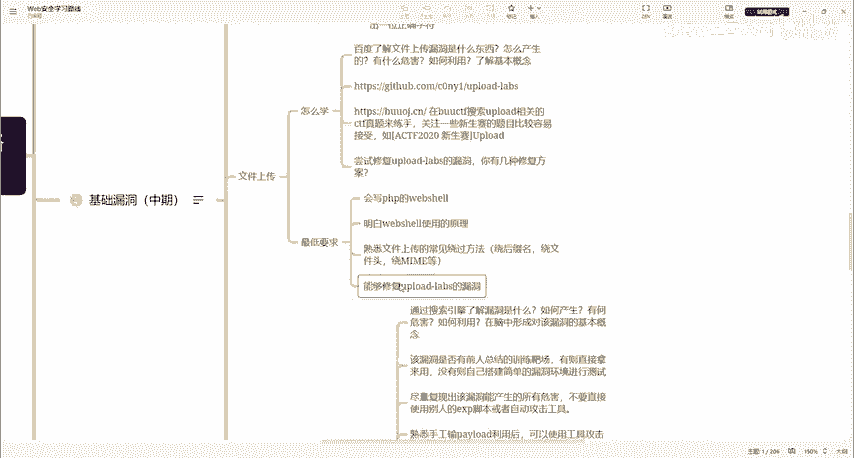 Web安全学习路线
出一位正确字符
百度了解文件上传漏洞是什么东西？怎么产
生的？有什么危害？如何利用？了解基本概
念
怎么学
https://github.com/c0ny1/upload-labs
https://buuoj.cn/ 在buuctf搜索upload相关的
ctf真题来练手，关注一些新生赛的题目比较容易
接受，如[ACTF2020 新生赛]Upload
尝试修复upload-labs的漏洞，你有几种修复方
案？
文件上传
基础漏洞（中期）
会写php的webshell
明白webshell使用的原理
最低要求
熟悉文件上传的常见绕过方法（绕后缀名，绕文
件头，绕MIME等）
能够修复upload-labs的漏洞
通过搜索引擎了解漏洞是什么？如何产生？有何
危害？如何利用？在脑中形成对该漏洞的基本概
念
该漏洞是否有前人总结的训练靶场，有则直接拿
来用，没有则自己搭建简单的漏洞环境进行测试
尽量复现出该漏洞能产生的所有危害，不要直接
使用别人的exp脚本或者自动攻击工具。
熟悉手工输payload利用后，可以使用工具攻击
150%